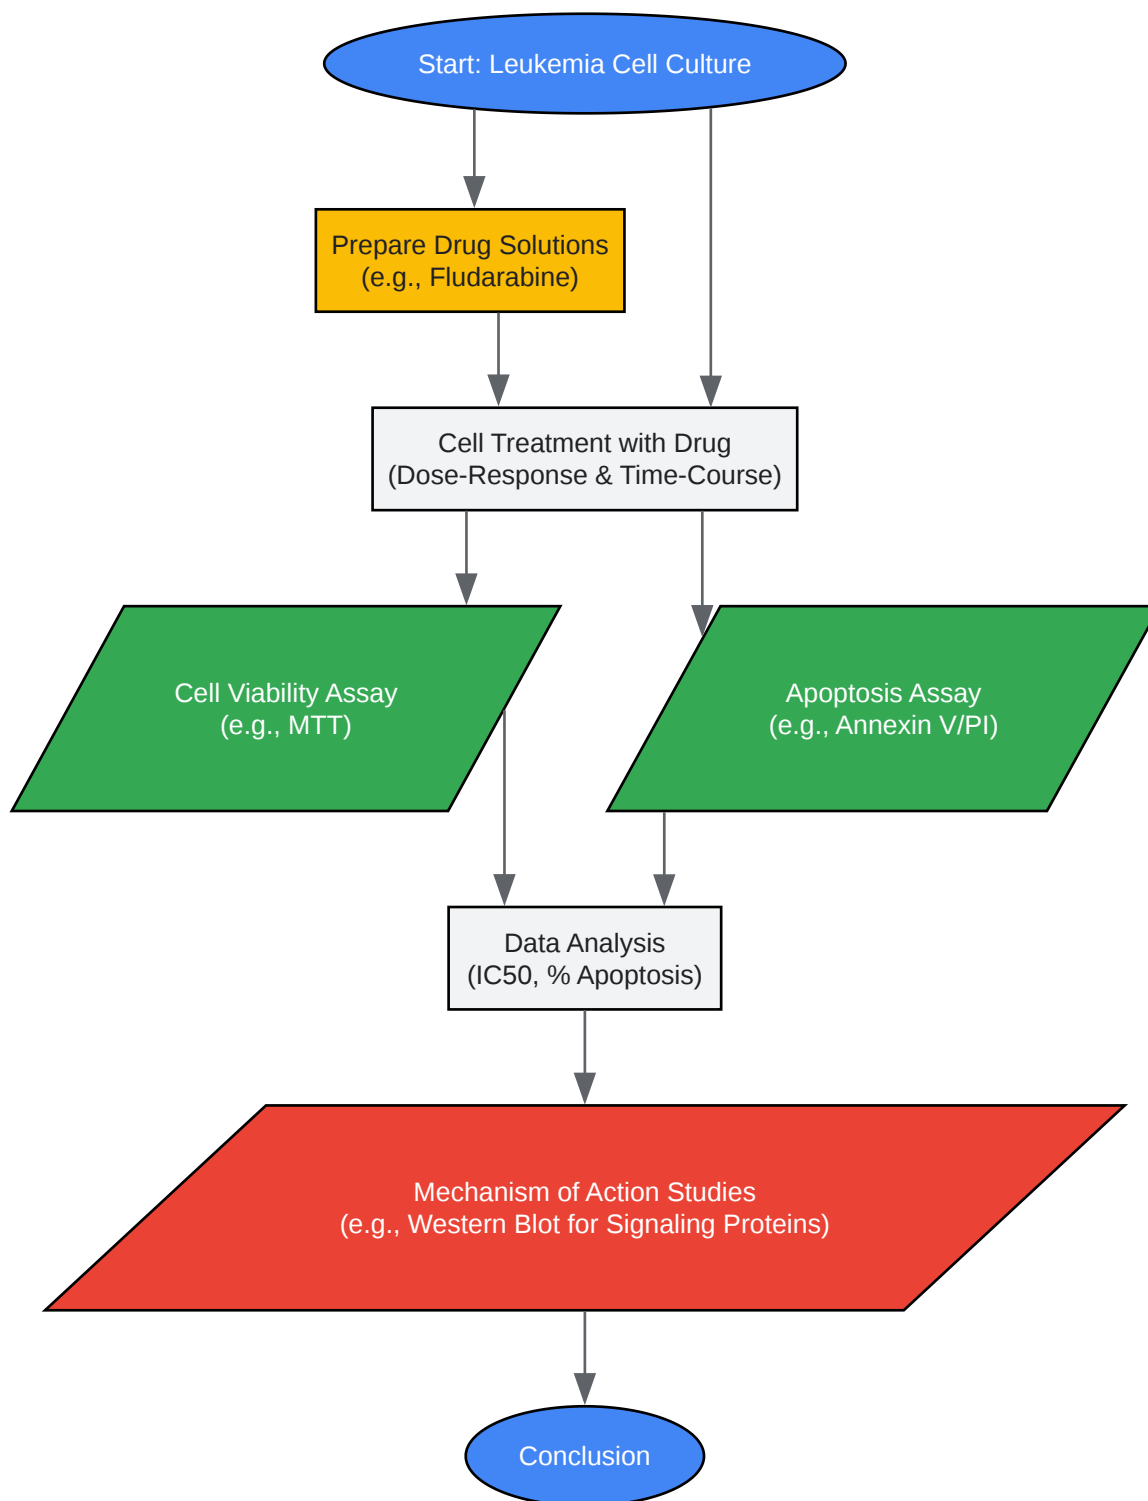 Start: Leukemia Cell Culture
Prepare Drug Solutions
(e.g., Fludarabine)
Cell Treatment with Drug
(Dose-Response & Time-Course)
Cell Viability Assay
(e.g., MTT)
Apoptosis Assay
(e.g., Annexin V/PI)
Data Analysis
(IC50, % Apoptosis)
Mechanism of Action Studies
(e.g., Western Blot for Signaling Proteins)
Conclusion